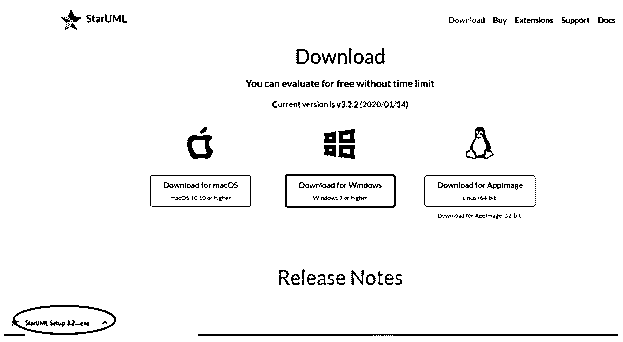 StarUML
Download Buy Extensions Support Docs
Download
You can evaluate for free without time limit
Current version is v3.2.2 (2020/01/14)
Download for macOS Download for Windows Download for AppImage
macOS 10.10 or higher Windows 7 or higher Linux (64 bit
Download for AppImage 32 bit
Release Notes
StarUML Setup 3.2....exe